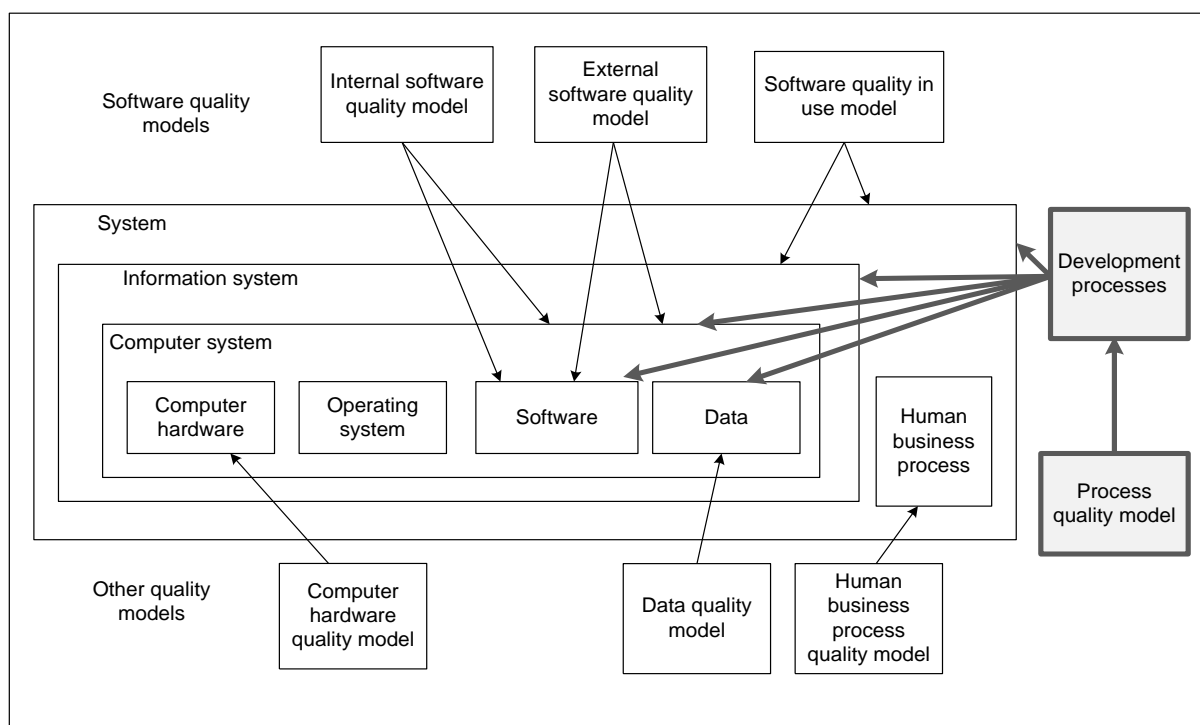 Software quality
models
Internal software
quality model
External
software quality
model
Software quality in
use model
System
Information system
Computer system
Computer
hardware
Operating
system
Software
Data
Human
business
process
Development
processes
Process
quality model
Other quality
models
Computer
hardware
quality model
Data quality
model
Human
business
process
quality model